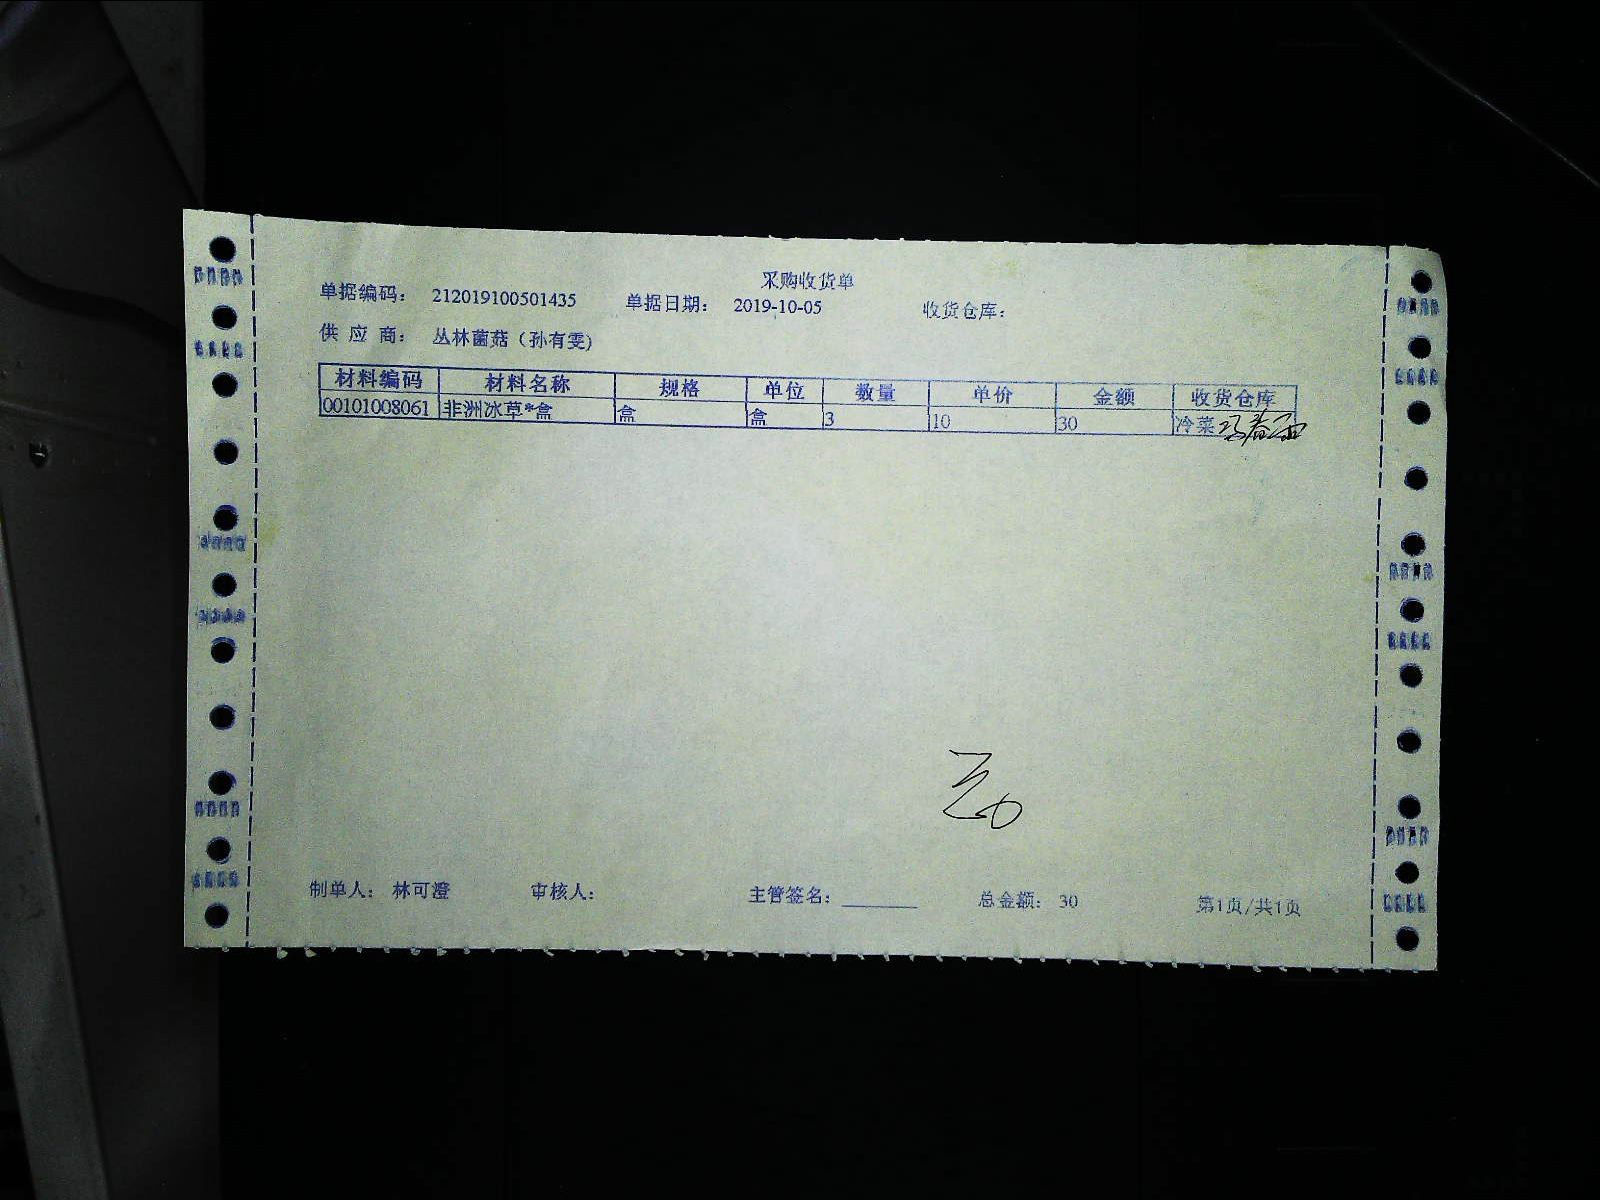 采购收货单
单据编码： 212019100501435 单据日期： 2019-10-05 收货仓库：
供 应 商： 丛林菌菇（孙有雯）
材料编码 材料名称 规格 单位 数量 单价 金额 收货仓库
00101008061 非洲冰草*盒 盒 盒 3 10 30 冷菜
制单人： 林可澄 审核人： 主管签名： 总金额： 30 第1页/共1页